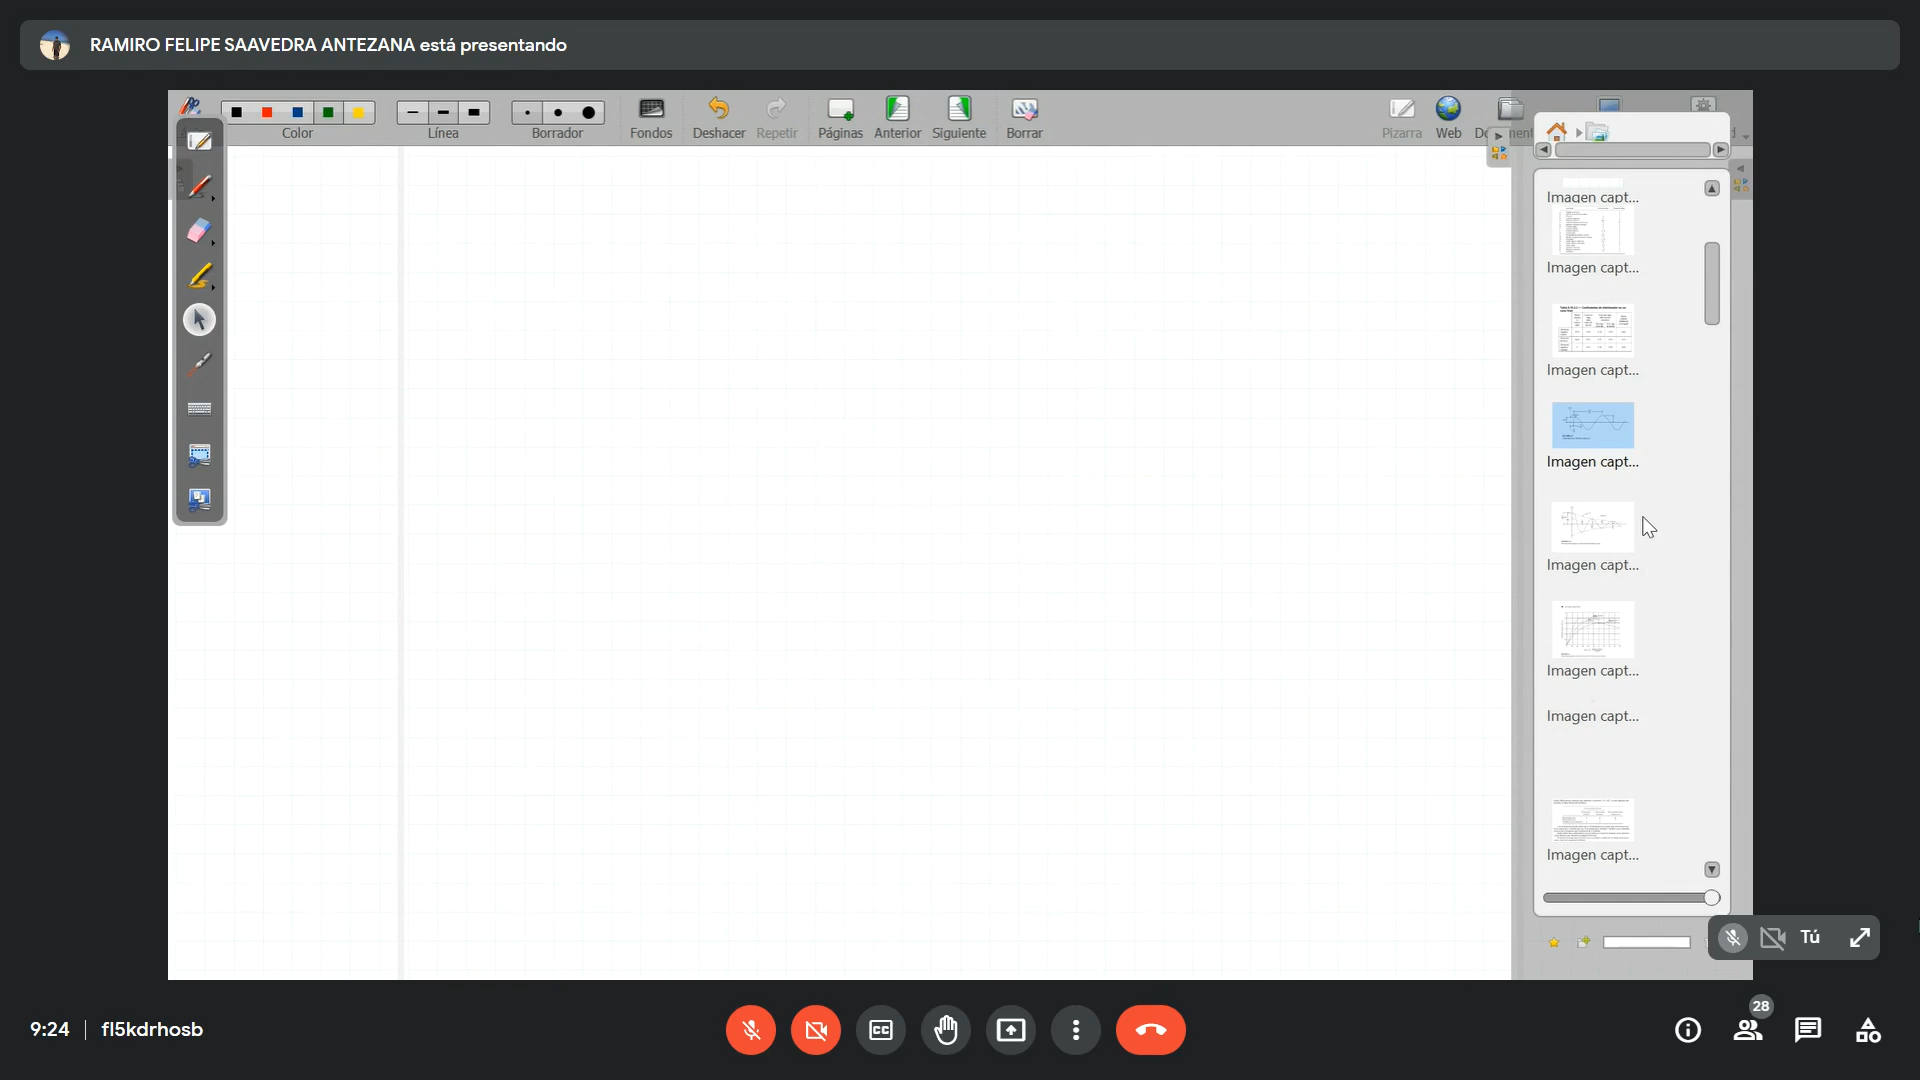 RAMIRO FELIPE SAAVEDRA ANTEZANA está presentando
Color
Línea
Borrador
Fondos
Deshacer
Repetir
Páginas
Anterior
Siguiente
Borrar
Pizarra
Web
Imagen capt...
Imagen capt...
Imagen capt...
Imagen capt...
Imagen capt...
Imagen capt...
Imagen capt...
Imagen capt...
Tú
9:24
fl5kdrhosb
28